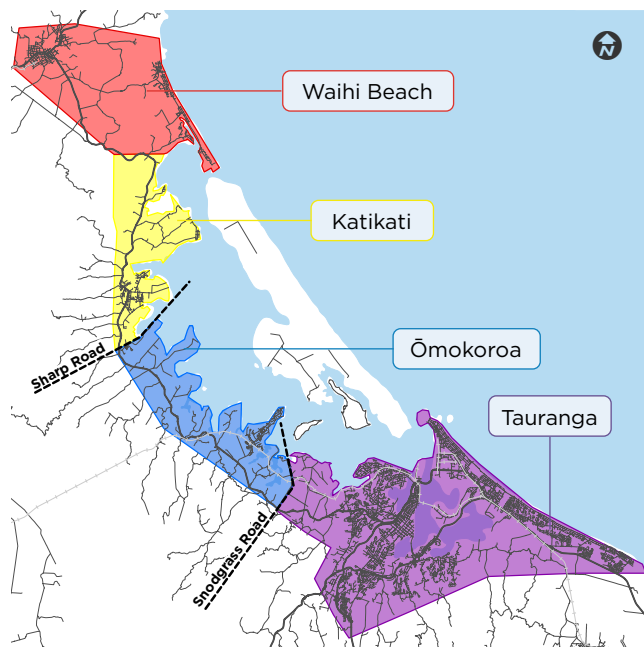 N
Waihi Beach
Katikati
Ōmokoroa
Sharp Road
Tauranga
Snodgrass Road